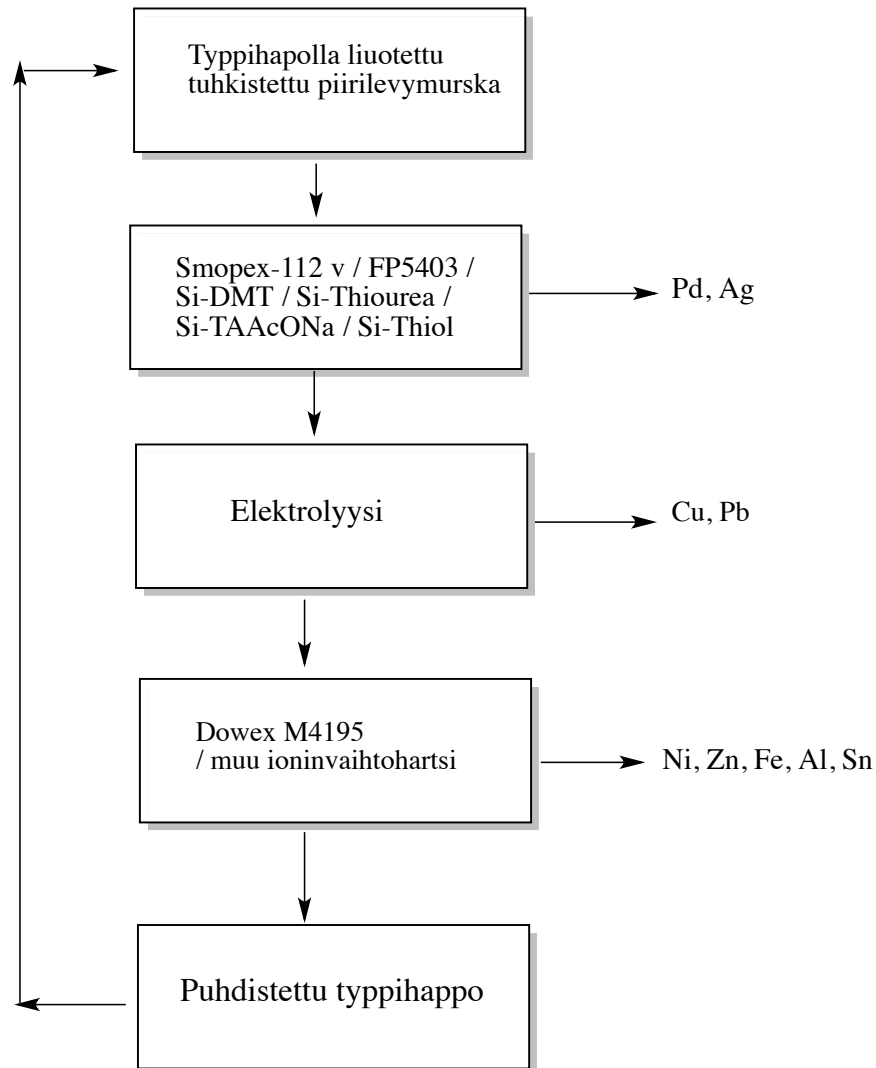 Typpihapolla liuotettu
tuhkistettu piirilevymurska
Smopex-112 v / FP5403 /
Si-DMT / Si-Thiourea /
Si-TAAcONa / Si-Thiol
Pd, Ag
Elektrolyysi
Cu, Pb
Dowex M4195
/ muu ioninvaihtohartsi
Ni, Zn, Fe, Al, Sn
Puhdistettu typpihappo